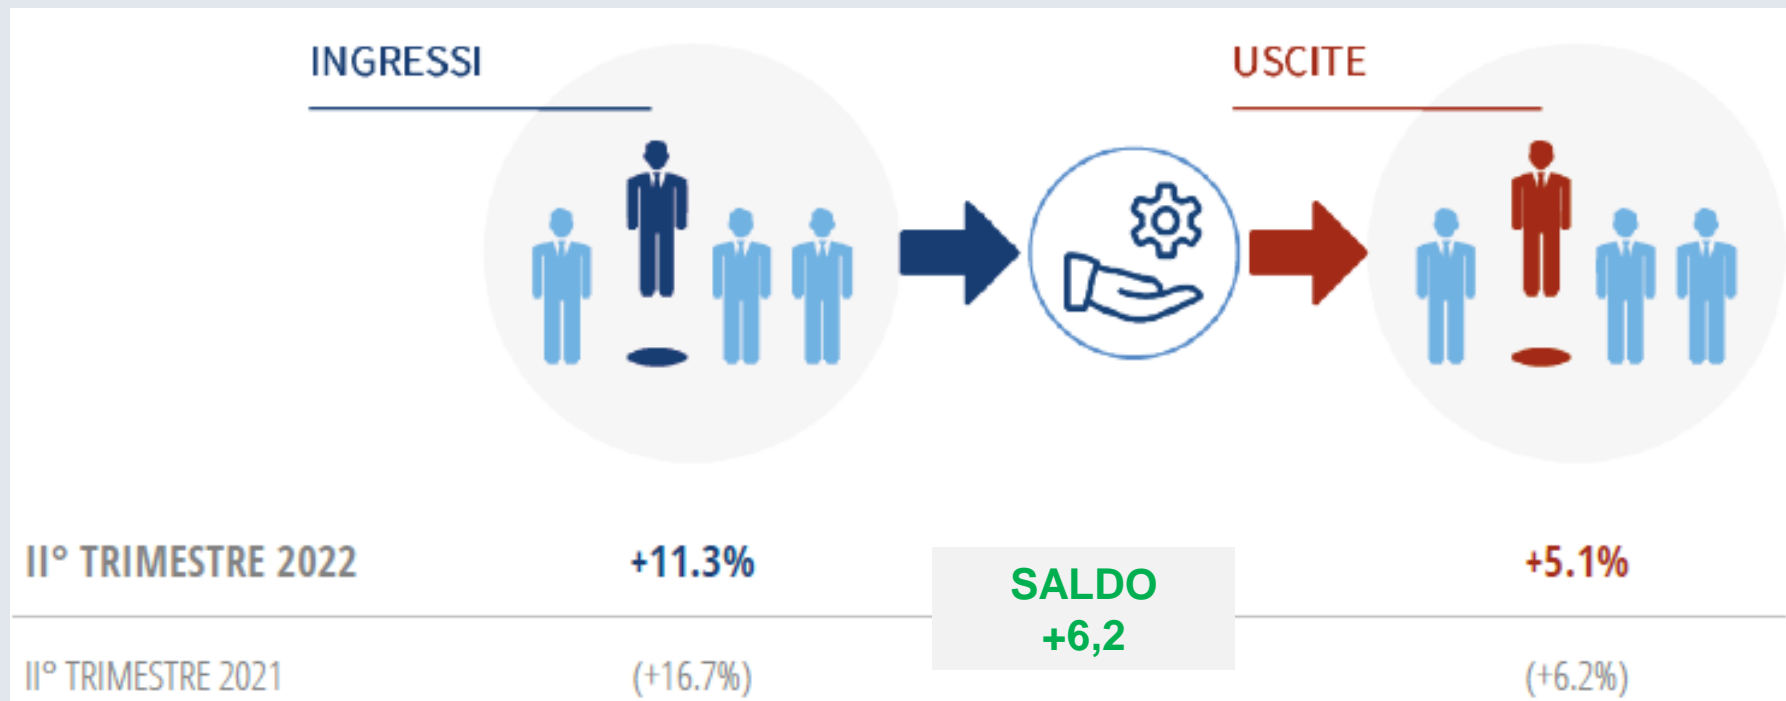 INGRESSI
USCITE
II° TRIMESTRE 2022
+11.3%
+5.1%
SALDO
+6,2
II° TRIMESTRE 2021
(+16.7%)
(+6.2%)